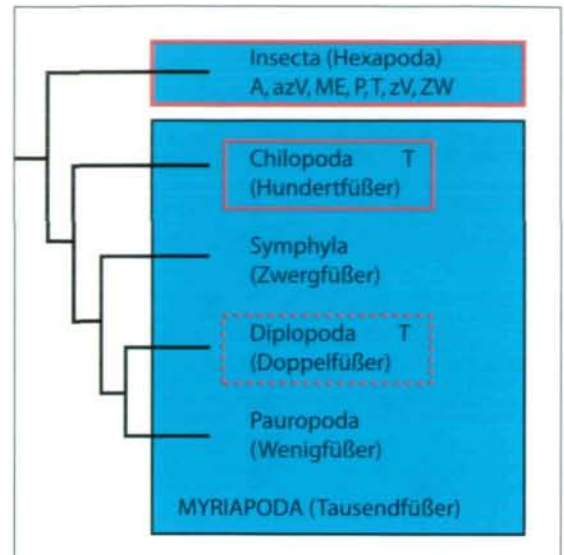 Insecta (Hexapoda)
A, azV, ME, P, T, zV, ZW
Chilopoda T
(Hundertfüßer)
Symphyla
(Zwergfüßer)
Diplopoda T
(Doppelfüßer)
Pauropoda
(Wenigfüßer)
MYRIAPODA (Tausendfüßer)